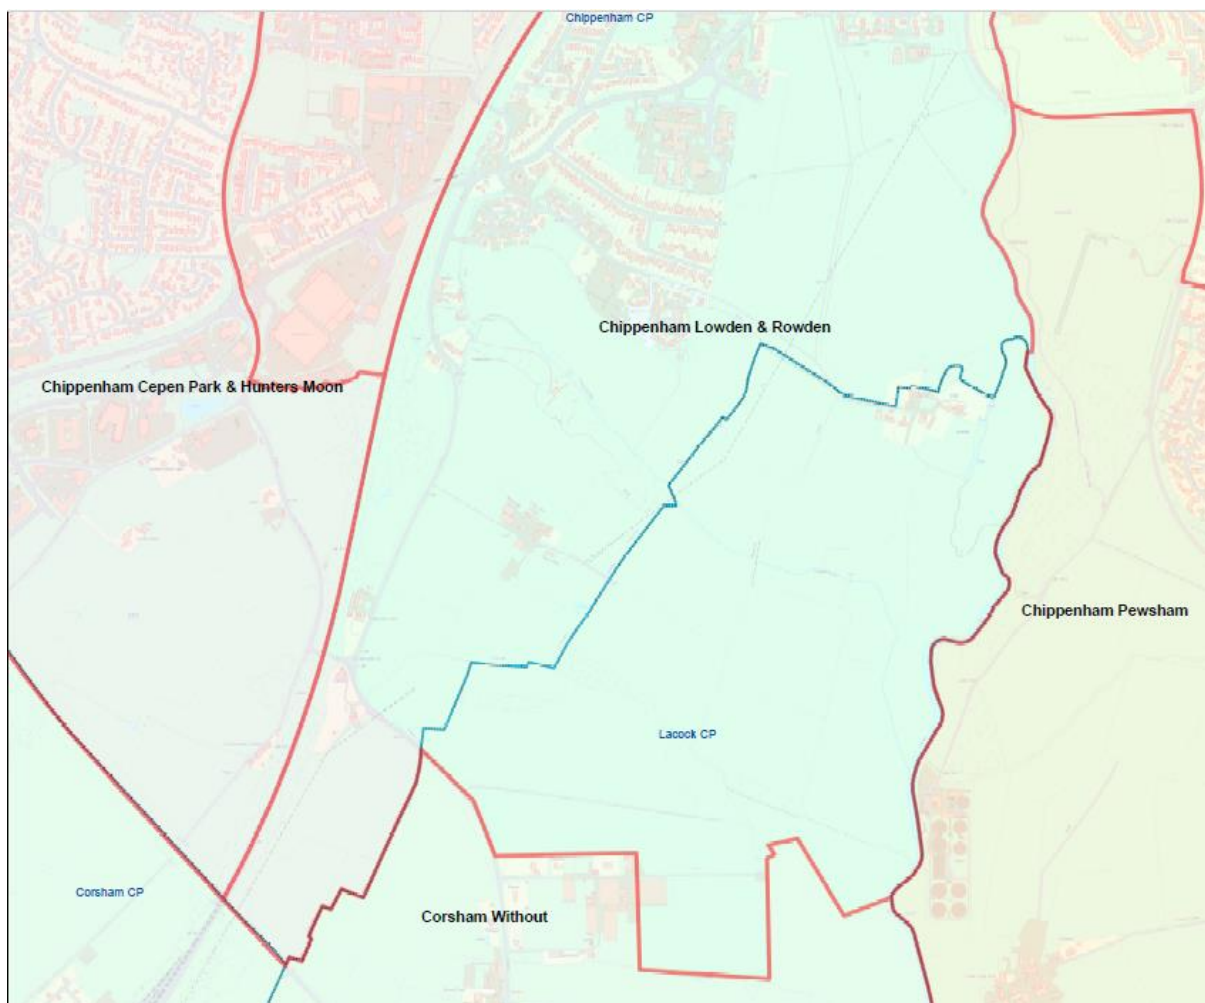 Chippenham CP
Chippenham Lowden & Rowden
Chippenham Cepen Park & Hunters Moon
Chippenham Pewsham
Lacock CP
Corsham CP
Corsham Without